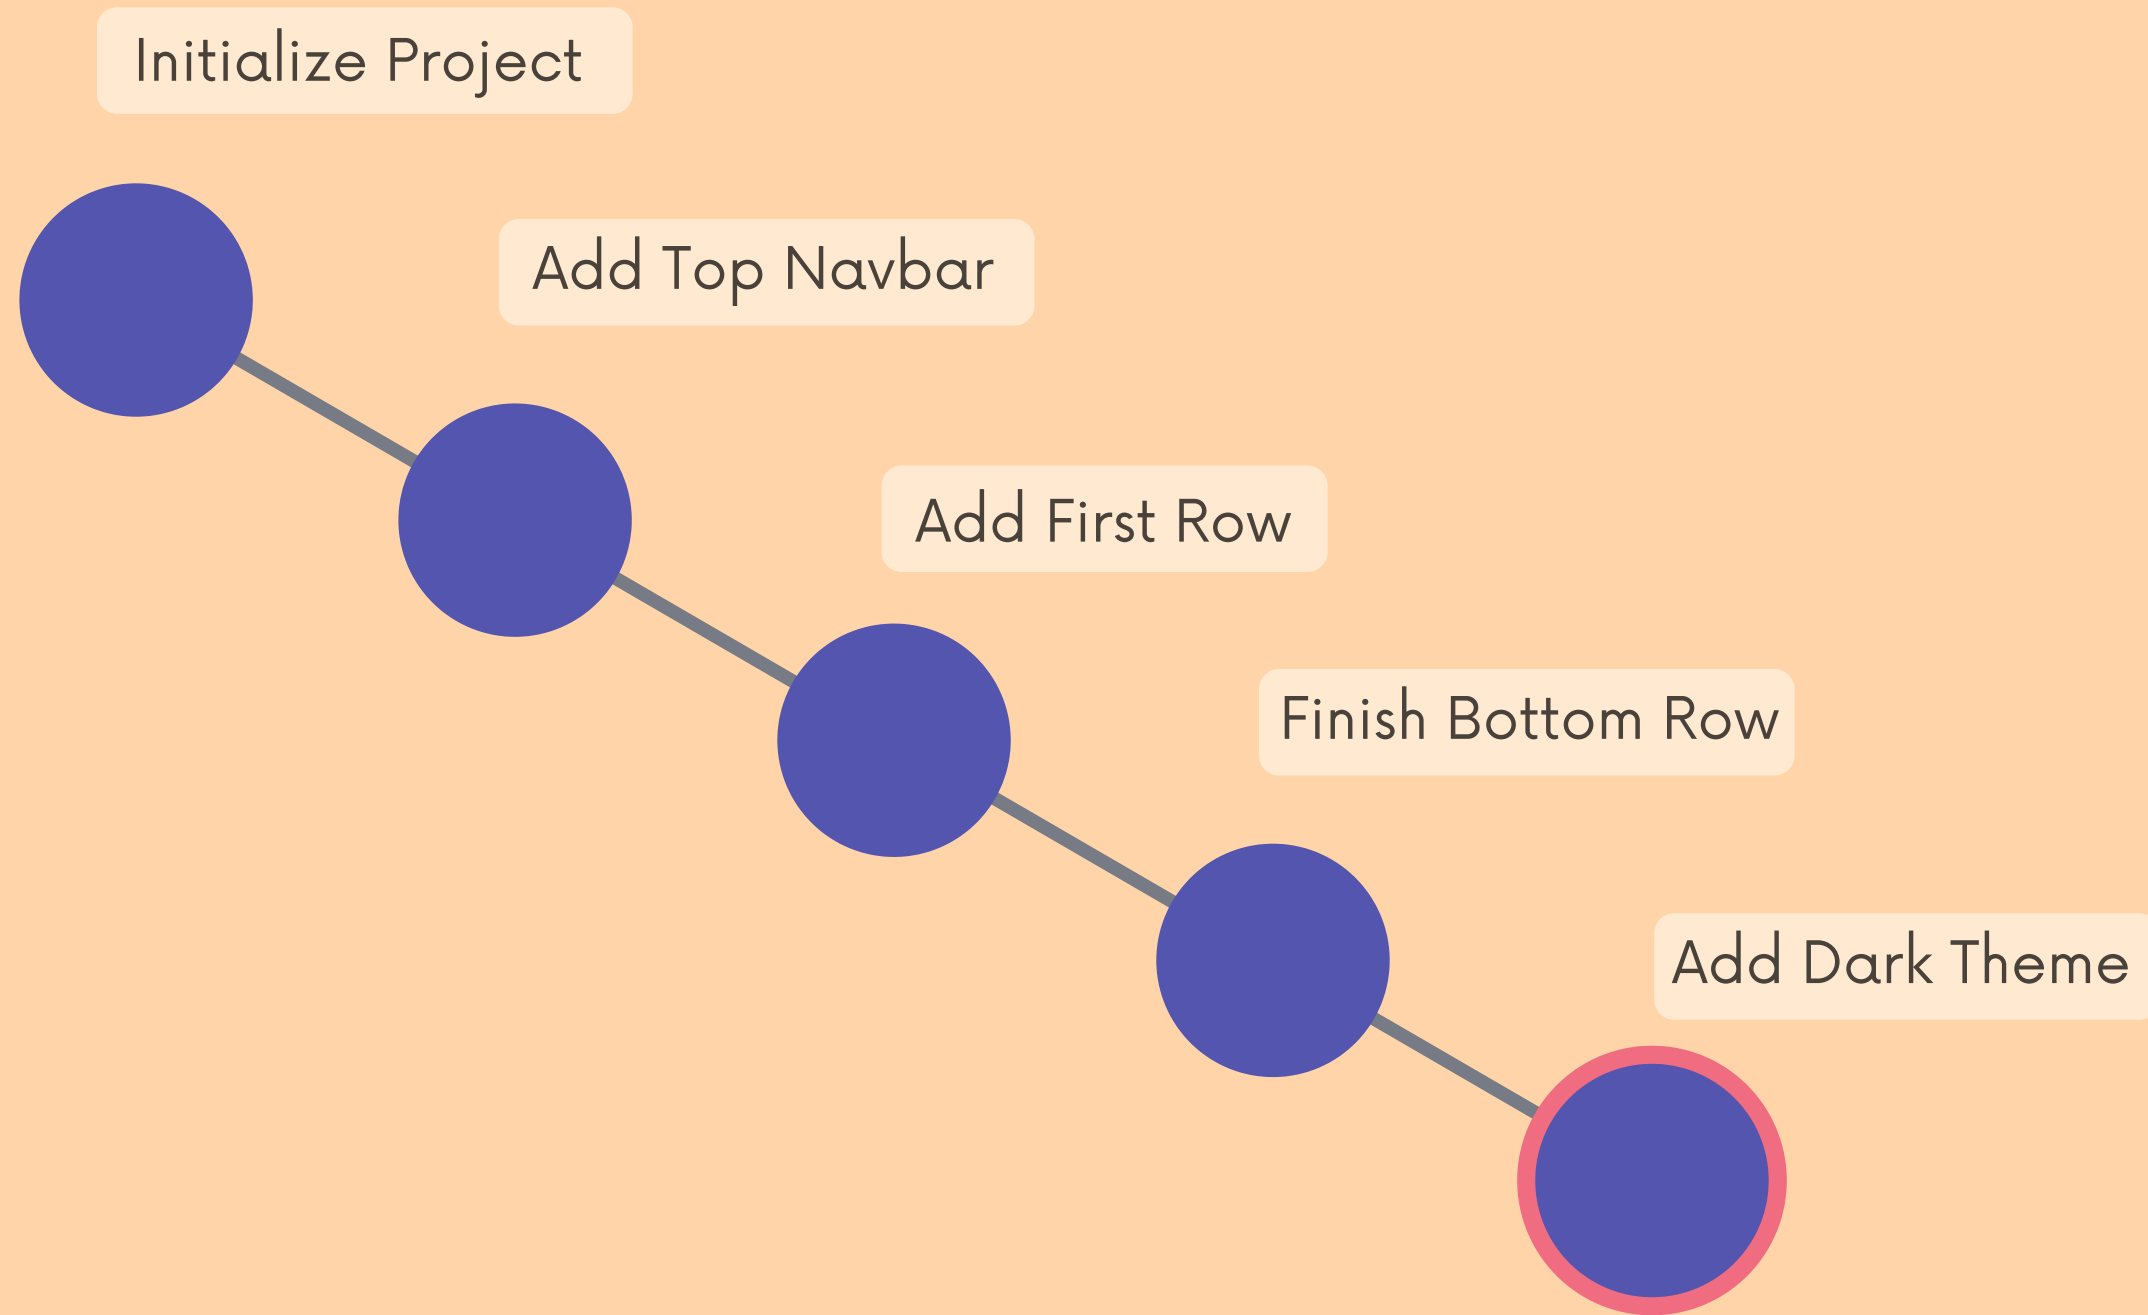 Initialize Project
Add Top Navbar
Add First Row
Finish Bottom Row
Add Dark Theme